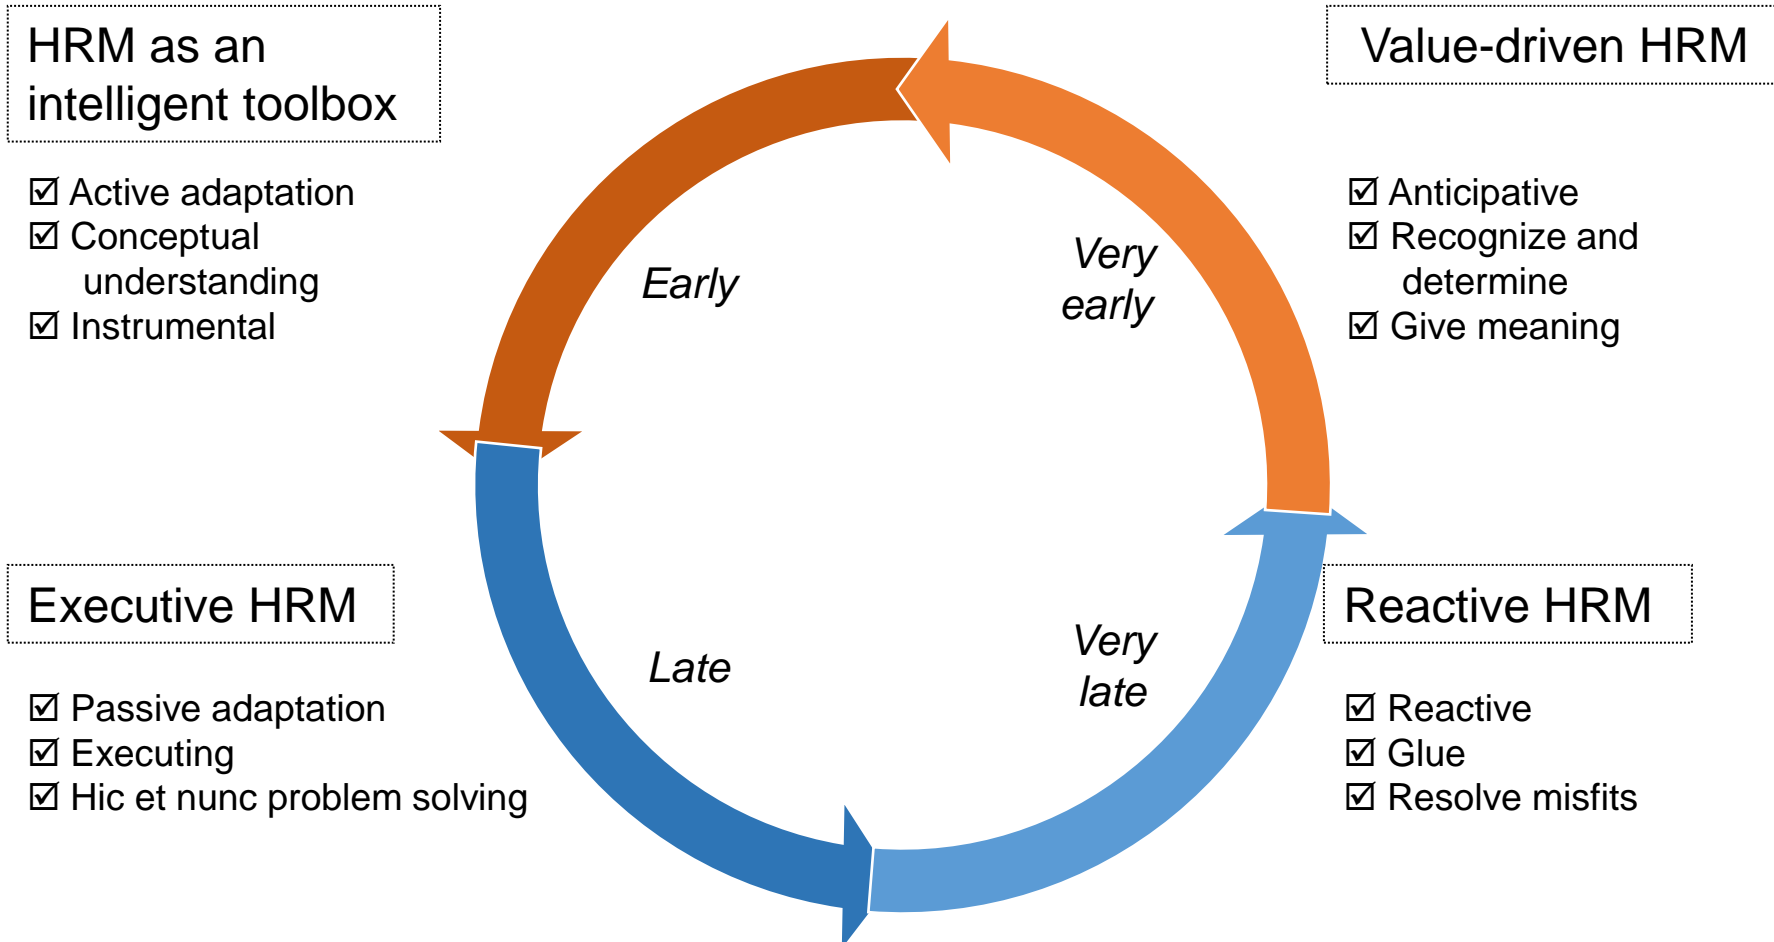 HRM as an
intelligent toolbox
☑ Active adaptation
☑ Conceptual
understanding
☑ Instrumental
Early
Value-driven HRM
☑ Anticipative
☑ Recognize and
determine
☑ Give meaning
Very
early
Executive HRM
☑ Passive adaptation
☑ Executing
☑ Hic et nunc problem solving
Late
Reactive HRM
☑ Reactive
☑ Glue
☑ Resolve misfits
Very
late